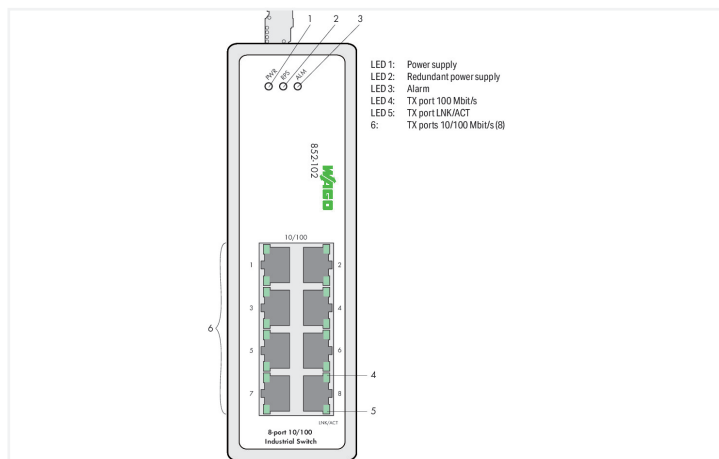 1 2 3
PWR RPS ALM
LED 1: Power supply
LED 2: Redundant power supply
LED 3: Alarm
LED 4: TX port 100 Mbit/s
LED 5: TX port LNK/ACT
6: TX ports 10/100 Mbit/s (8)
852-102
WAGO
10/100
1 2
3 4
6
5 6
4
7 8
5
LNK/ACT
8-port 10/100
Industrial Switch